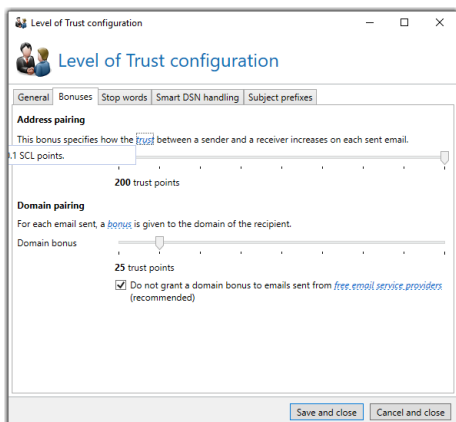 Level of Trust configuration
Level of Trust configuration
General Bonuses Stop words Smart DSN handling Subject prefixes
Address pairing
This bonus specifies how the trust between a sender and a receiver increases on each sent email.
.1 SCL points.
200 trust points
Domain pairing
For each email sent, a bonus is given to the domain of the recipient.
Domain bonus
25 trust points
Do not grant a domain bonus to emails sent from free email service providers
(recommended)
Save and close Cancel and close